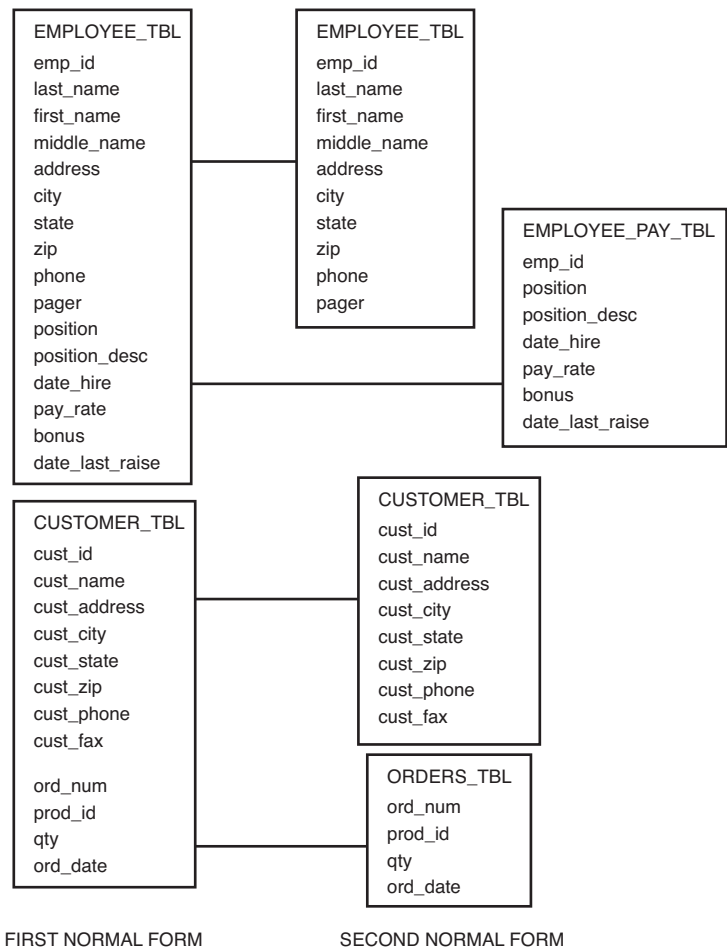 EMPLOYEE_TBL
emp_id
last_name
first_name
middle_name
address
city
state
zip
phone
pager
position
position_desc
date_hire
pay_rate
bonus
date_last_raise
EMPLOYEE_TBL
emp_id
last_name
first_name
middle_name
address
city
state
zip
phone
pager
EMPLOYEE_PAY_TBL
emp_id
position
position_desc
date_hire
pay_rate
bonus
date_last_raise
CUSTOMER_TBL
cust_id
cust_name
cust_address
cust_city
cust_state
cust_zip
cust_phone
cust_fax
ord_num
prod_id
qty
ord_date
CUSTOMER_TBL
cust_id
cust_name
cust_address
cust_city
cust_state
cust_zip
cust_phone
cust_fax
ORDERS_TBL
ord_num
prod_id
qty
ord_date
FIRST NORMAL FORM
SECOND NORMAL FORM